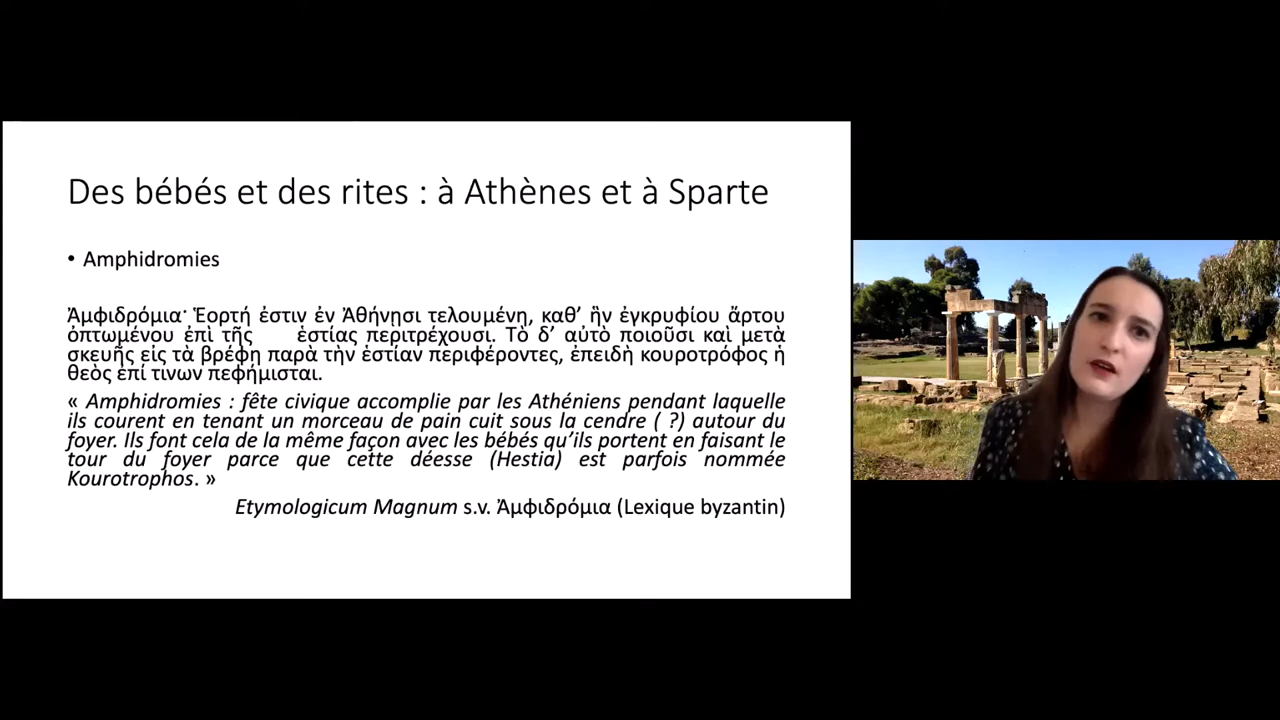 Des bébés et des rites : à Athènes et à Sparte
• Amphidromies
Ἀμφιδρόμια· Ἑορτή ἐστιν ἐν Ἀθήνῃσι τελουμένη, καθ’ ἣν ἐγκρυφίου ἄρτου
ὀπτωμένου ἐπὶ τῆς ἑστίας περιτρέχουσι. Τὸ δ’ αὐτὸ ποιοῦσι καὶ μετὰ
σκευῆς εἰς τὰ βρέφη παρὰ τὴν ἑστίαν περιφέροντες, ἐπειδὴ κουροτρόφος ἡ
θεὸς ἐπί τινων πεφήμισται.
« Amphidromies : fête civique accomplie par les Athéniens pendant laquelle
ils courent en tenant un morceau de pain cuit sous la cendre ( ?) autour du
foyer. Ils font cela de la même façon avec les bébés qu’ils portent en faisant le
tour du foyer parce que cette déesse (Hestia) est parfois nommée
Kourotrophos. »
Etymologicum Magnum s.v. Ἀμφιδρόμια (Lexique byzantin)